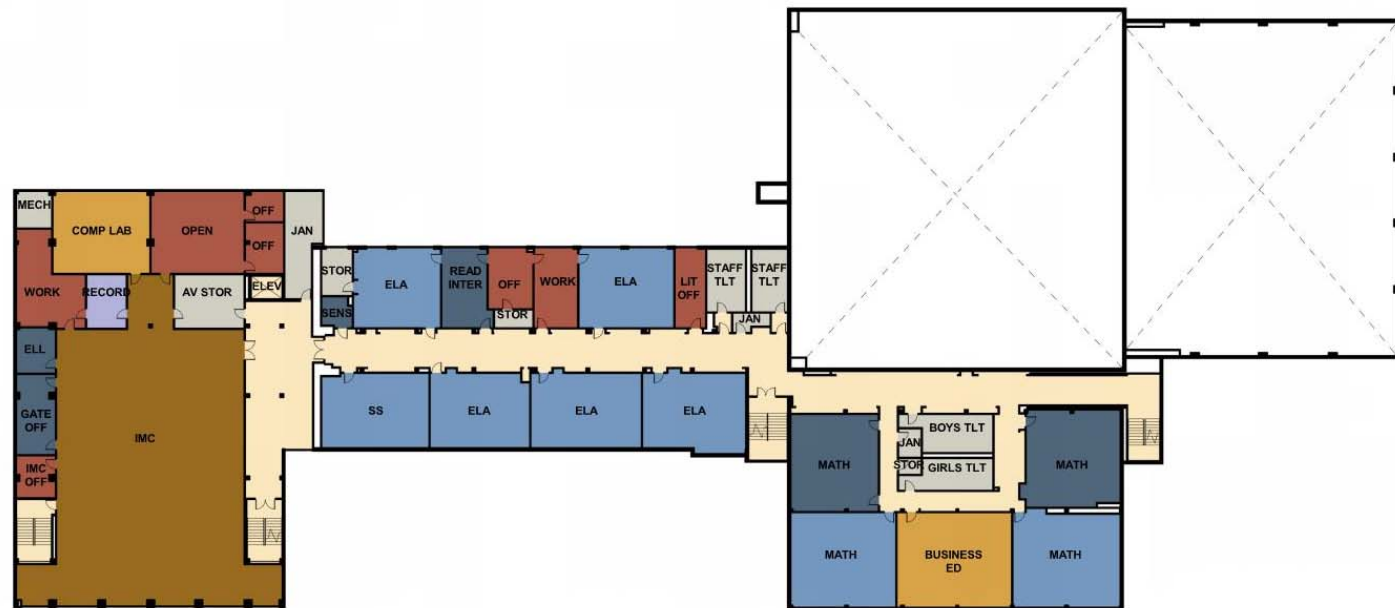 MECH
COMP LAB
OPEN
OFF
OFF
JAN
WORK
RECORD
AV STOR
ELEV
ELL
GATE
OFF
IMC
OFF
IMC
STOR
SENS
ELA
READ
INTER
OFF
STOR
WORK
ELA
LIT
OFF
STAFF
TLT
STAFF
TLT
JAN
SS
ELA
ELA
ELA
MATH
JAN
STOR
BOYS TLT
GIRLS TLT
MATH
MATH
BUSINESS
ED
MATH